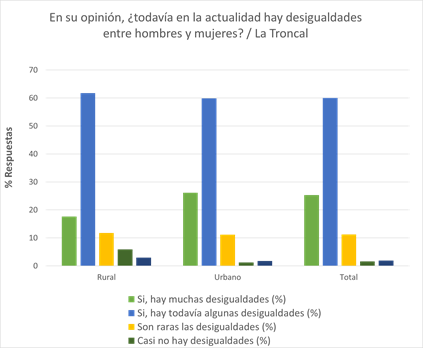 En su opinión, ¿todavía en la actualidad hay desigualdades
entre hombres y mujeres? / La Troncal
70
60
50
40
30
20
10
0
% Respuestas
Rural Urbano Total
Si, hay muchas desigualdades (%)
Si, hay todavía algunas desigualdades (%)
Son raras las desigualdades (%)
Casi no hay desigualdades (%)